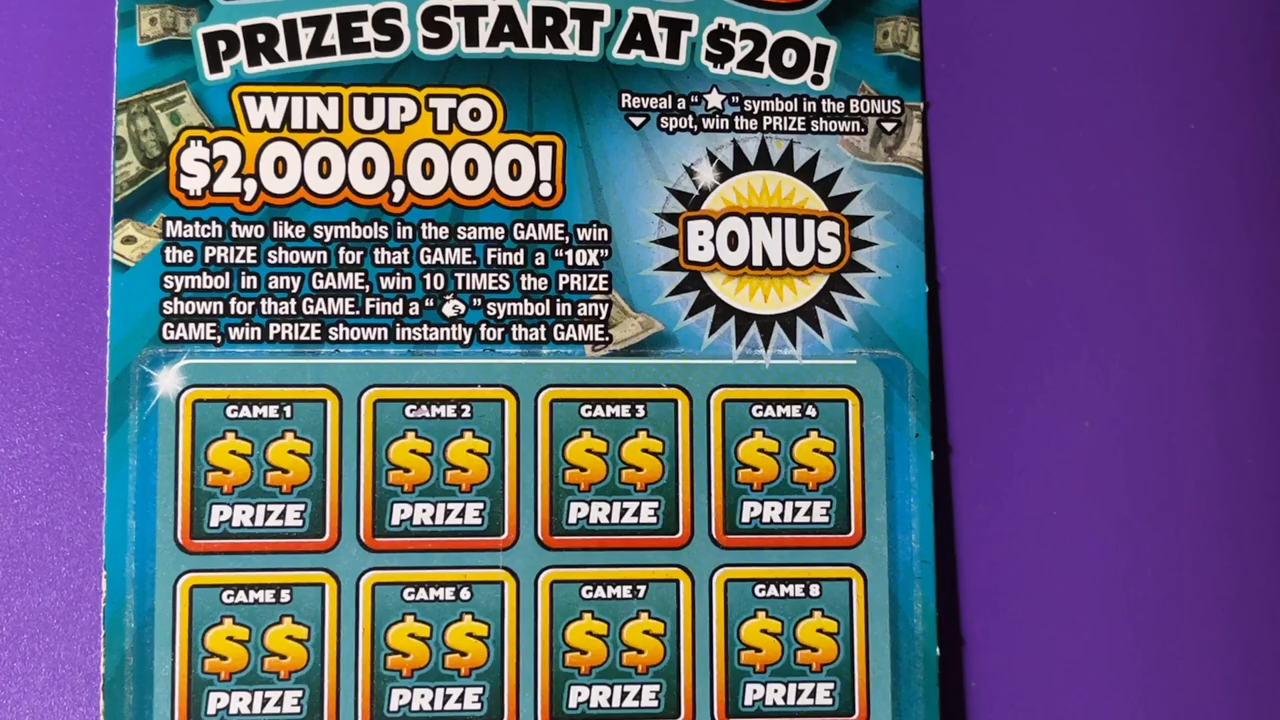 PRIZES START AT $20!
WIN UP TO
$2,000,000!
Reveal a “ ” symbol in the BONUS
spot, win the PRIZE shown.
BONUS
Match two like symbols in the same GAME, win
the PRIZE shown for that GAME. Find a “10X”
symbol in any GAME, win 10 TIMES the PRIZE
shown for that GAME. Find a “ ” symbol in any
GAME, win PRIZE shown instantly for that GAME.
GAME 1
$$
PRIZE
GAME 2
$$
PRIZE
GAME 3
$$
PRIZE
GAME 4
$$
PRIZE
GAME 5
$$
PRIZE
GAME 6
$$
PRIZE
GAME 7
$$
PRIZE
GAME 8
$$
PRIZE